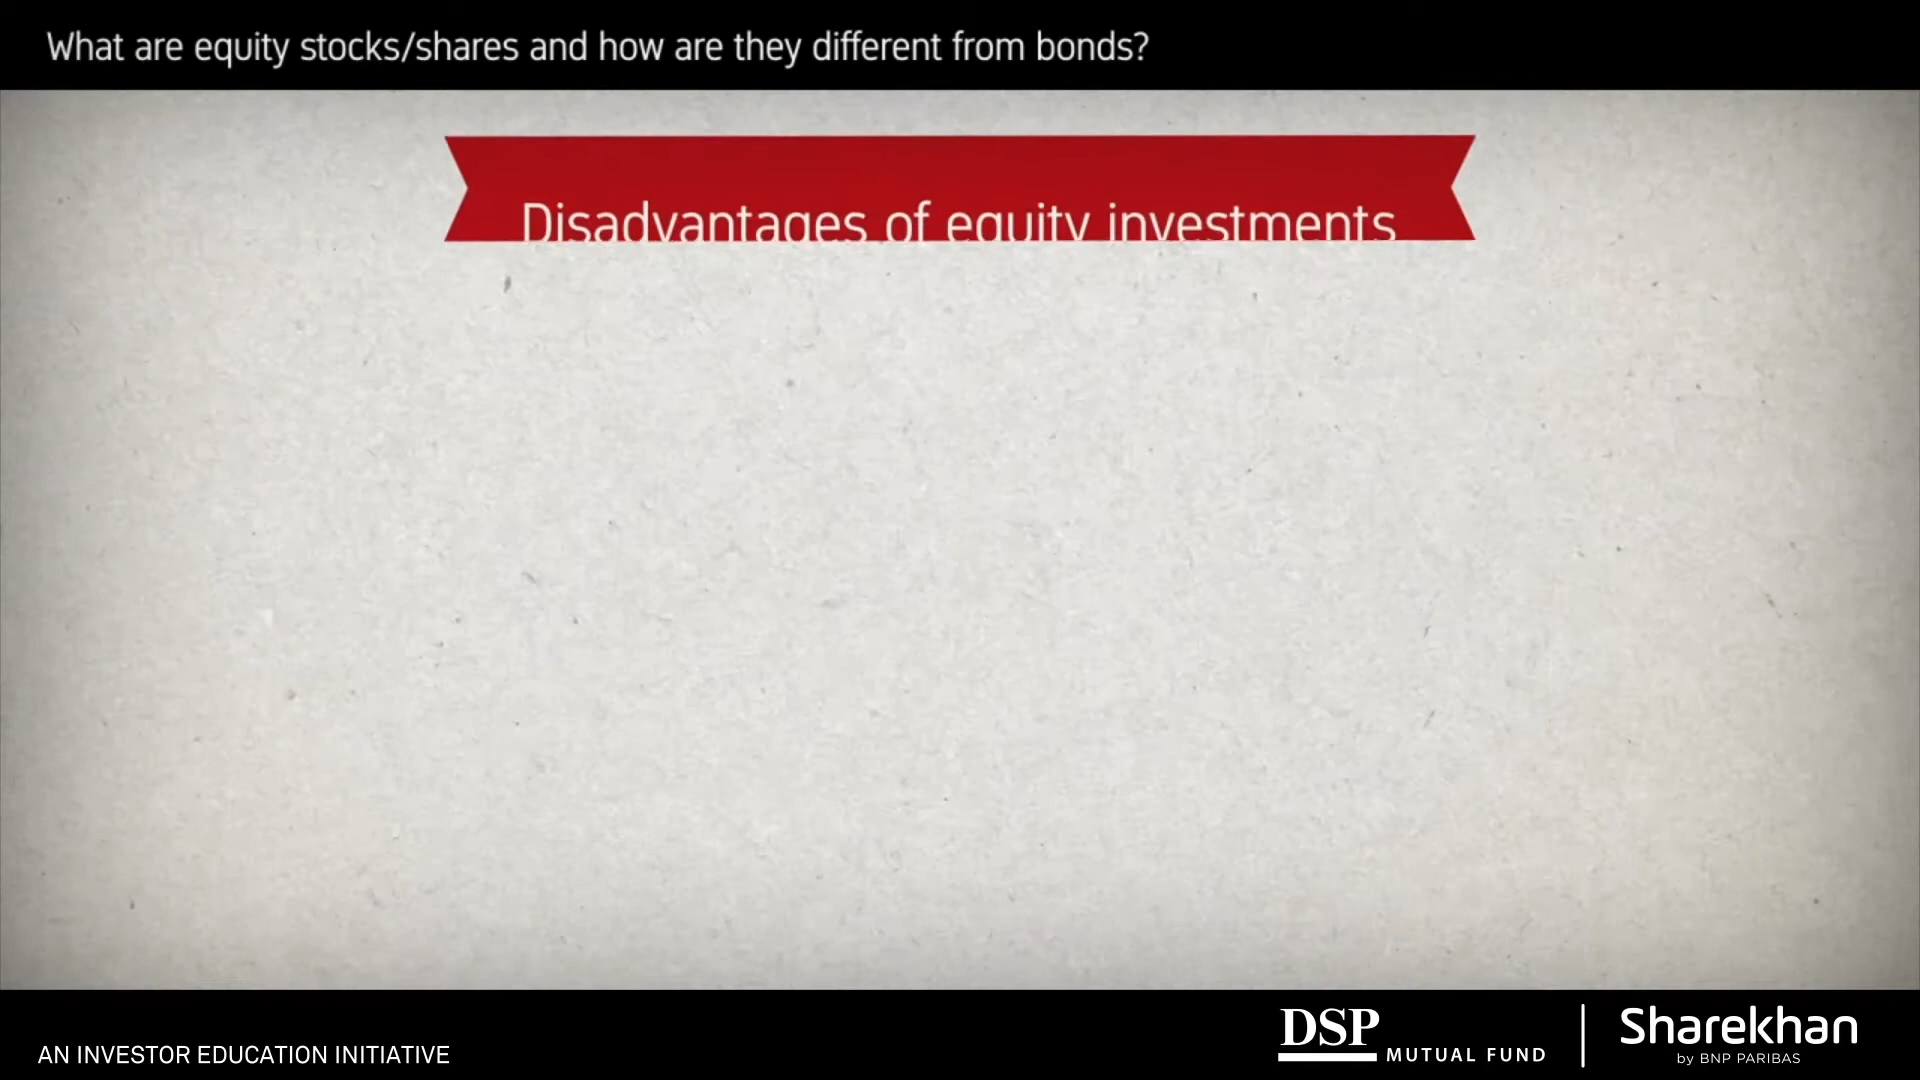 What are equity stocks/shares and how are they different from bonds?
Disadvantages of equity investments
AN INVESTOR EDUCATION INITIATIVE
DSP MUTUAL FUND
Sharekhan
by BNP PARIBAS